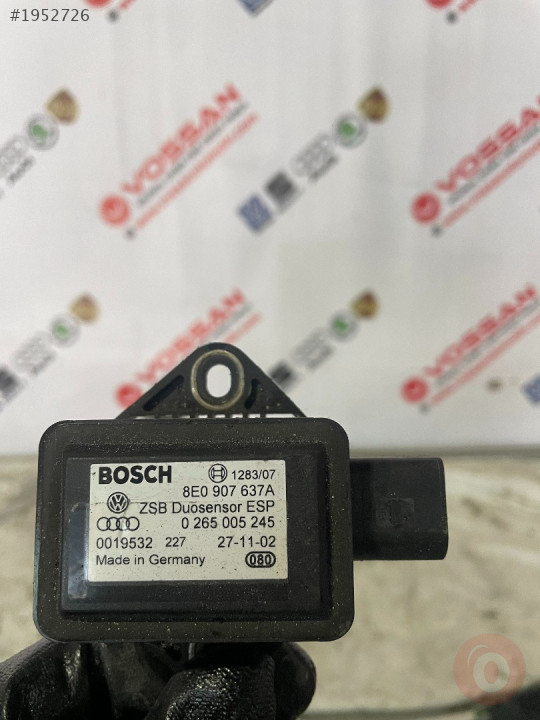 #1952726
VOSSAN
VOSSAN
VOSSAN
VOSSAN
VOSSAN
VOSSAN
BOSCH 1283/07
8E0 907 637A
ZSB Duosensor ESP
0 265 005 245
0019532 227 27-11-02
Made in Germany 080